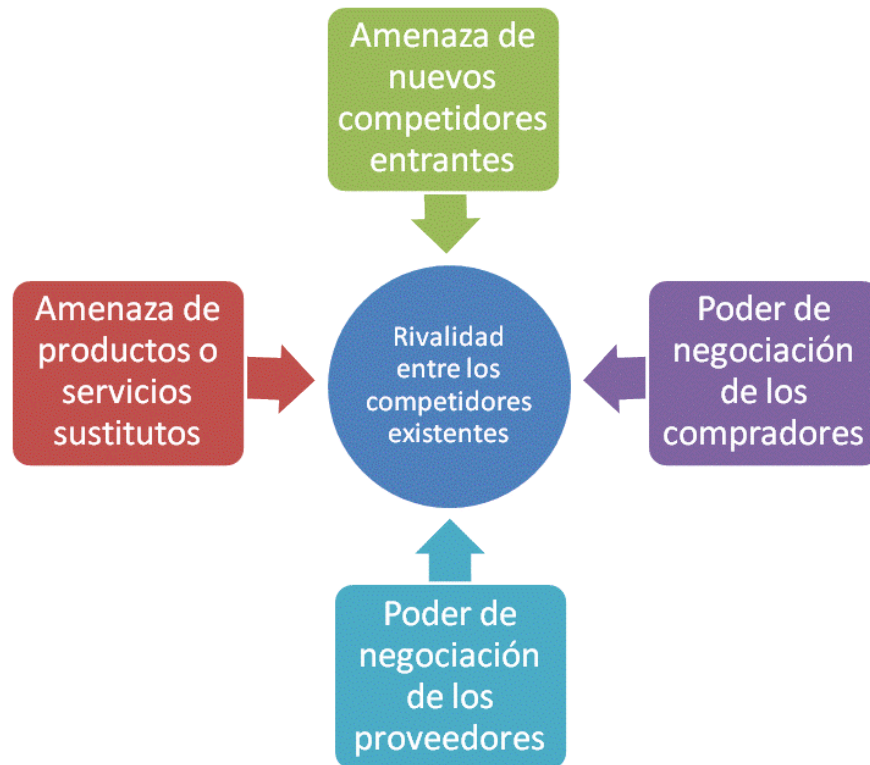 Amenaza de
nuevos
competidores
entrantes
Amenaza de
productos o
servicios
sustitutos
Rivalidad
entre los
competidores
existentes
Poder de
negociación
de los
compradores
Poder de
negociación
de los
proveedores